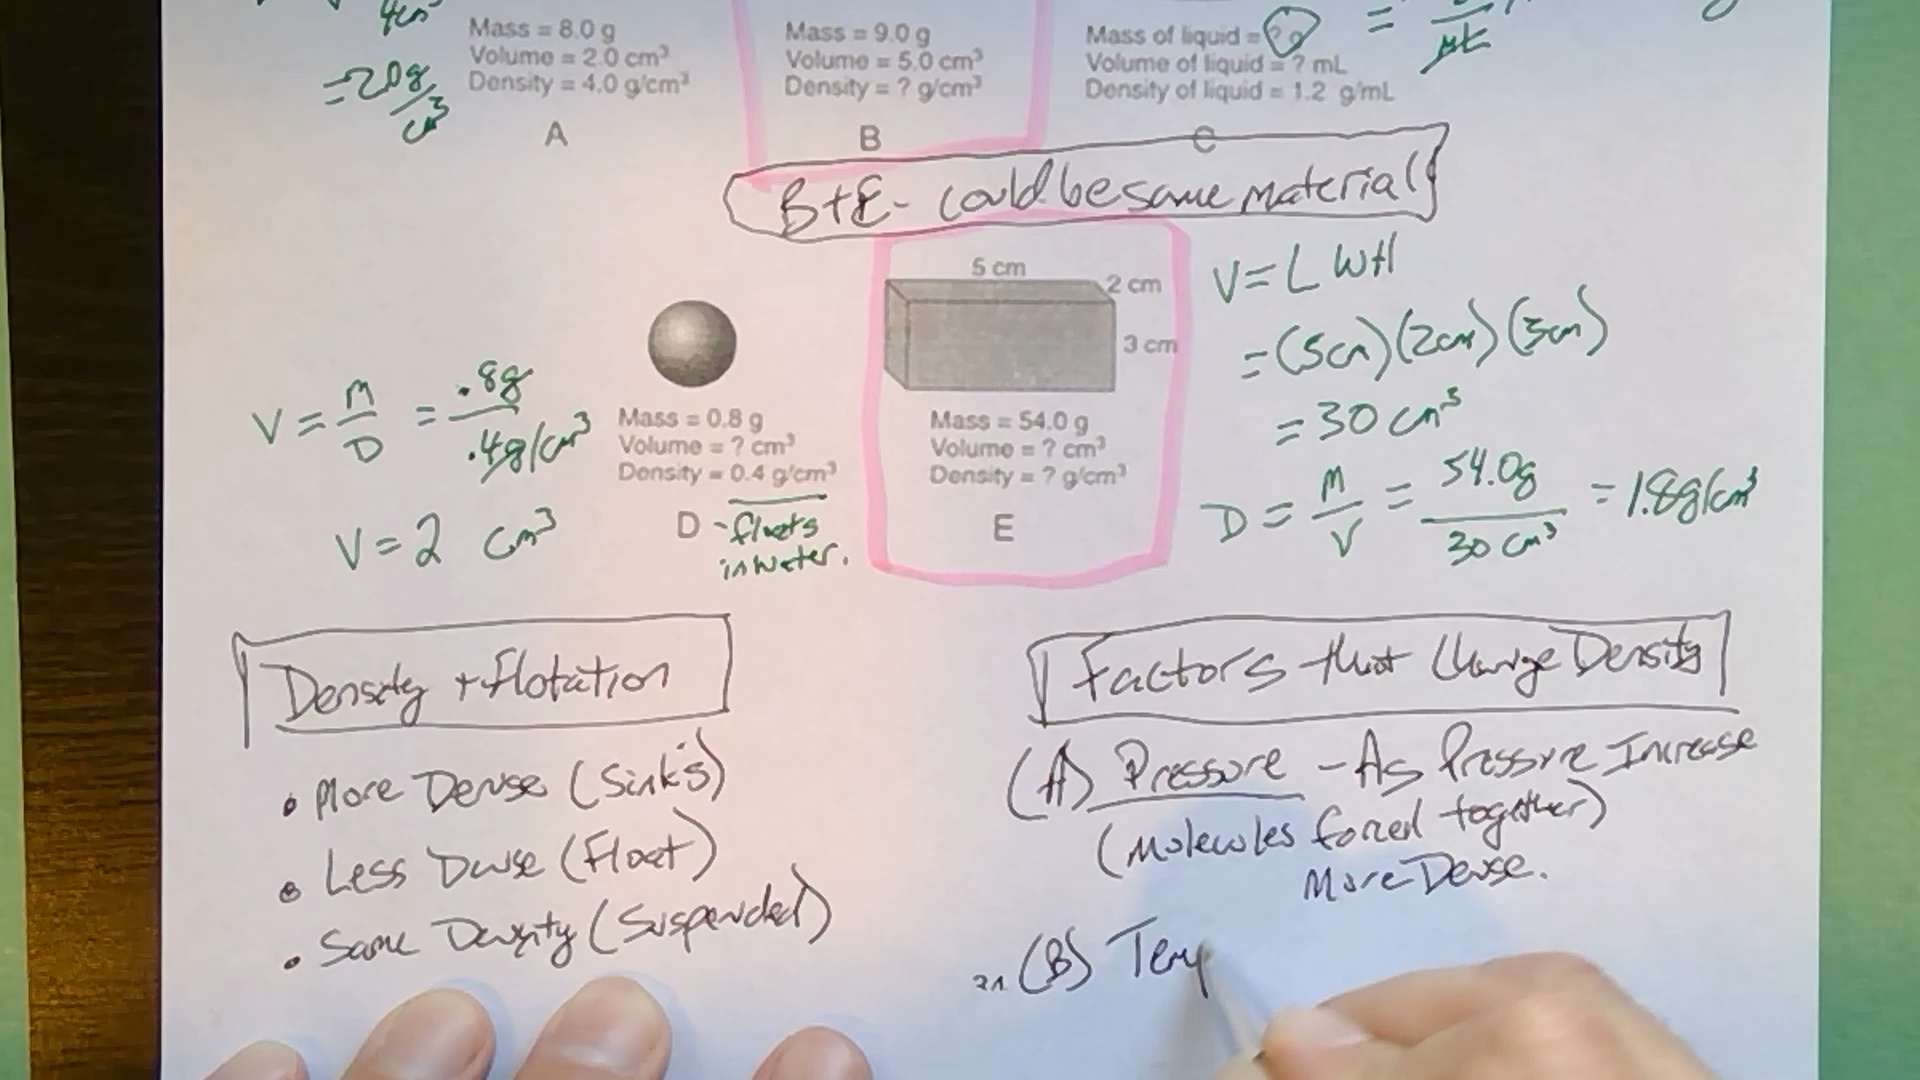 4cm³
= 20g/cm³
Mass = 8.0 g
Volume = 2.0 cm³
Density = 4.0 g/cm³
A
Mass = 9.0 g
Volume = 5.0 cm³
Density = ? g/cm³
B
Mass of liquid = ? g
Volume of liquid = ? mL
Density of liquid = 1.2 g/mL
C
=
mL
B+E - could be same material
5 cm
2 cm
3 cm
V = L W H
= (5cm)(2cm)(3cm)
= 30 cm³
D = M/V = 54.0g/30 cm³ = 1.8g/cm³
V = M/D = .8g/.4g/cm³
V = 2 cm³
Mass = 0.8 g
Volume = ? cm³
Density = 0.4 g/cm³
D - floats
in water.
Mass = 54.0 g
Volume = ? cm³
Density = ? g/cm³
E
Density + Flotation
• More Dense (Sinks)
• Less Dense (Float)
• Same Density (Suspended)
Factors that Change Density
(A) Pressure - As Pressure Increase
(Molecules forced together)
More Dense.
(B) Temp